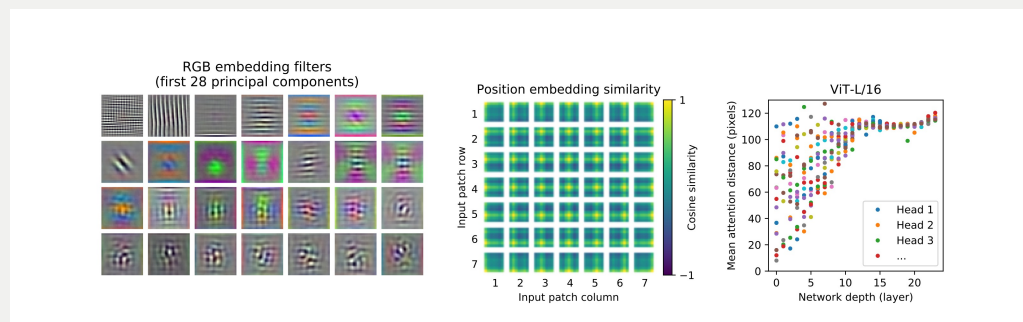 RGB embedding filters
(first 28 principal components)
Position embedding similarity
Input patch row
1
2
3
4
5
6
7
1 2 3 4 5 6 7
Input patch column
1
−1
Cosine similarity
ViT-L/16
Mean attention distance (pixels)
120
100
80
60
40
20
0
Head 1
Head 2
Head 3
...
0 5 10 15 20
Network depth (layer)